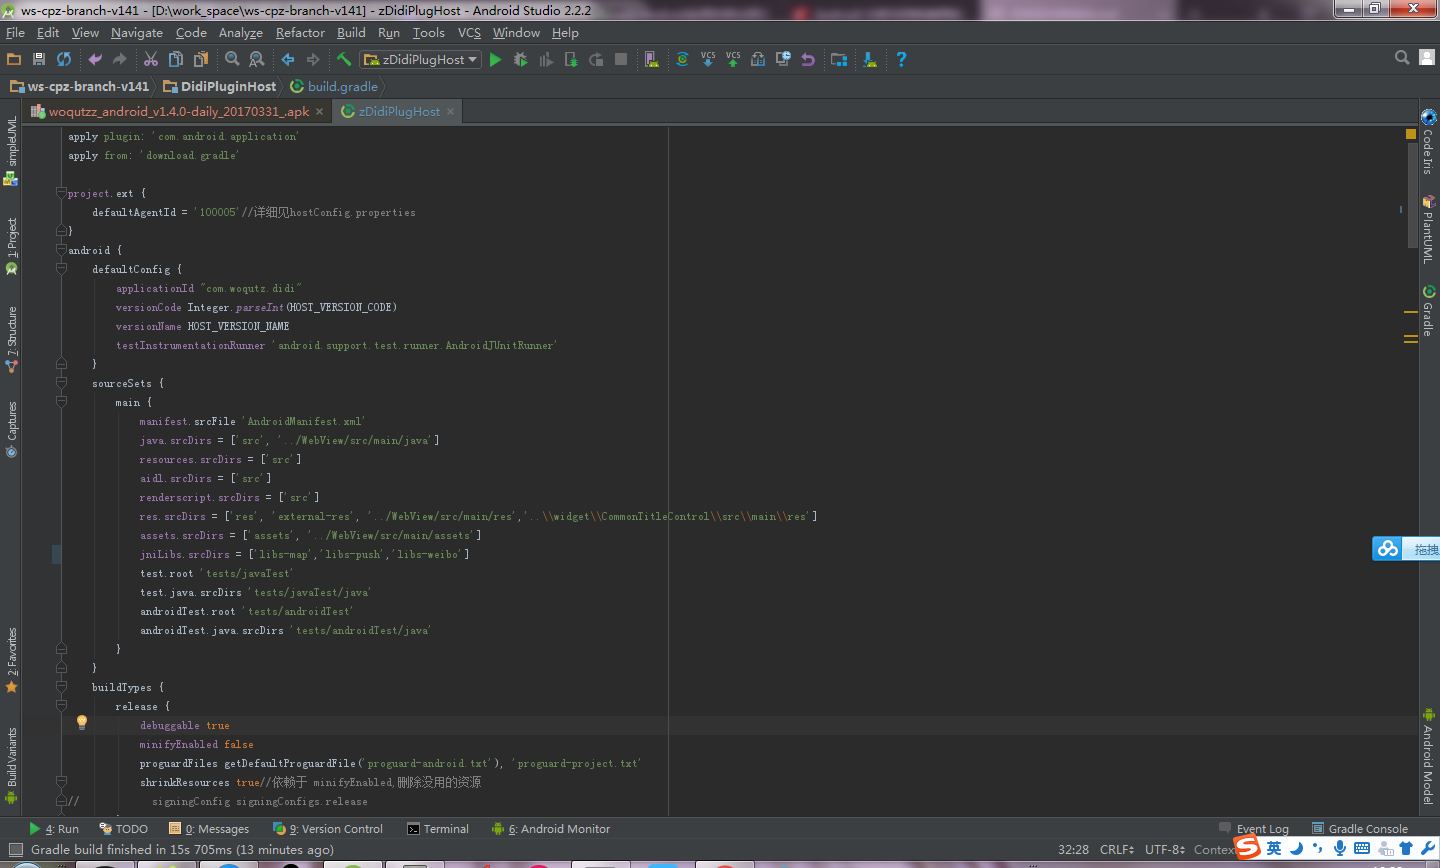 ws-cpz-branch-v141 - [D:\work_space\ws-cpz-branch-v141] - zDidiPlugHost - Android Studio 2.2.2
File Edit View Navigate Code Analyze Refactor Build Run Tools VCS Window Help
zDidiPlugHost VCS VCS
ws-cpz-branch-v141 DidiPluginHost build.gradle
woqutzz_android_v1.4.0-daily_20170331_.apk zDidiPlugHost
apply plugin: 'com.android.application'
apply from: 'download.gradle'
project.ext {
defaultAgentId = '100005'//详细见hostConfig.properties
}
android {
defaultConfig {
applicationId "com.woqutz.didi"
versionCode Integer.parseInt(HOST_VERSION_CODE)
versionName HOST_VERSION_NAME
testInstrumentationRunner 'android.support.test.runner.AndroidJUnitRunner'
}
sourceSets {
main {
manifest.srcFile 'AndroidManifest.xml'
java.srcDirs = ['src', '../WebView/src/main/java']
resources.srcDirs = ['src']
aidl.srcDirs = ['src']
renderscript.srcDirs = ['src']
res.srcDirs = ['res', 'external-res', '../WebView/src/main/res','..\\widget\\CommonTitleControl\\src\\main\\res']
assets.srcDirs = ['assets', '../WebView/src/main/assets']
jniLibs.srcDirs = ['libs-map','libs-push','libs-weibo']
test.root 'tests/javaTest'
test.java.srcDirs 'tests/javaTest/java'
androidTest.root 'tests/androidTest'
androidTest.java.srcDirs 'tests/androidTest/java'
}
}
buildTypes {
release {
debuggable true
minifyEnabled false
proguardFiles getDefaultProguardFile('proguard-android.txt'), 'proguard-project.txt'
shrinkResources true//依赖于 minifyEnabled,删除没用的资源
// signingConfig signingConfigs.release
simpleUML
1: Project
7: Structure
Captures
2: Favorites
Build Variants
Code Iris
PlantUML
Gradle
拖拽
Android Model
4: Run TODO 0: Messages 9: Version Control Terminal 6: Android Monitor Event Log Gradle Console
Gradle build finished in 15s 705ms (13 minutes ago) 32:28 CRLF UTF-8 Context 英